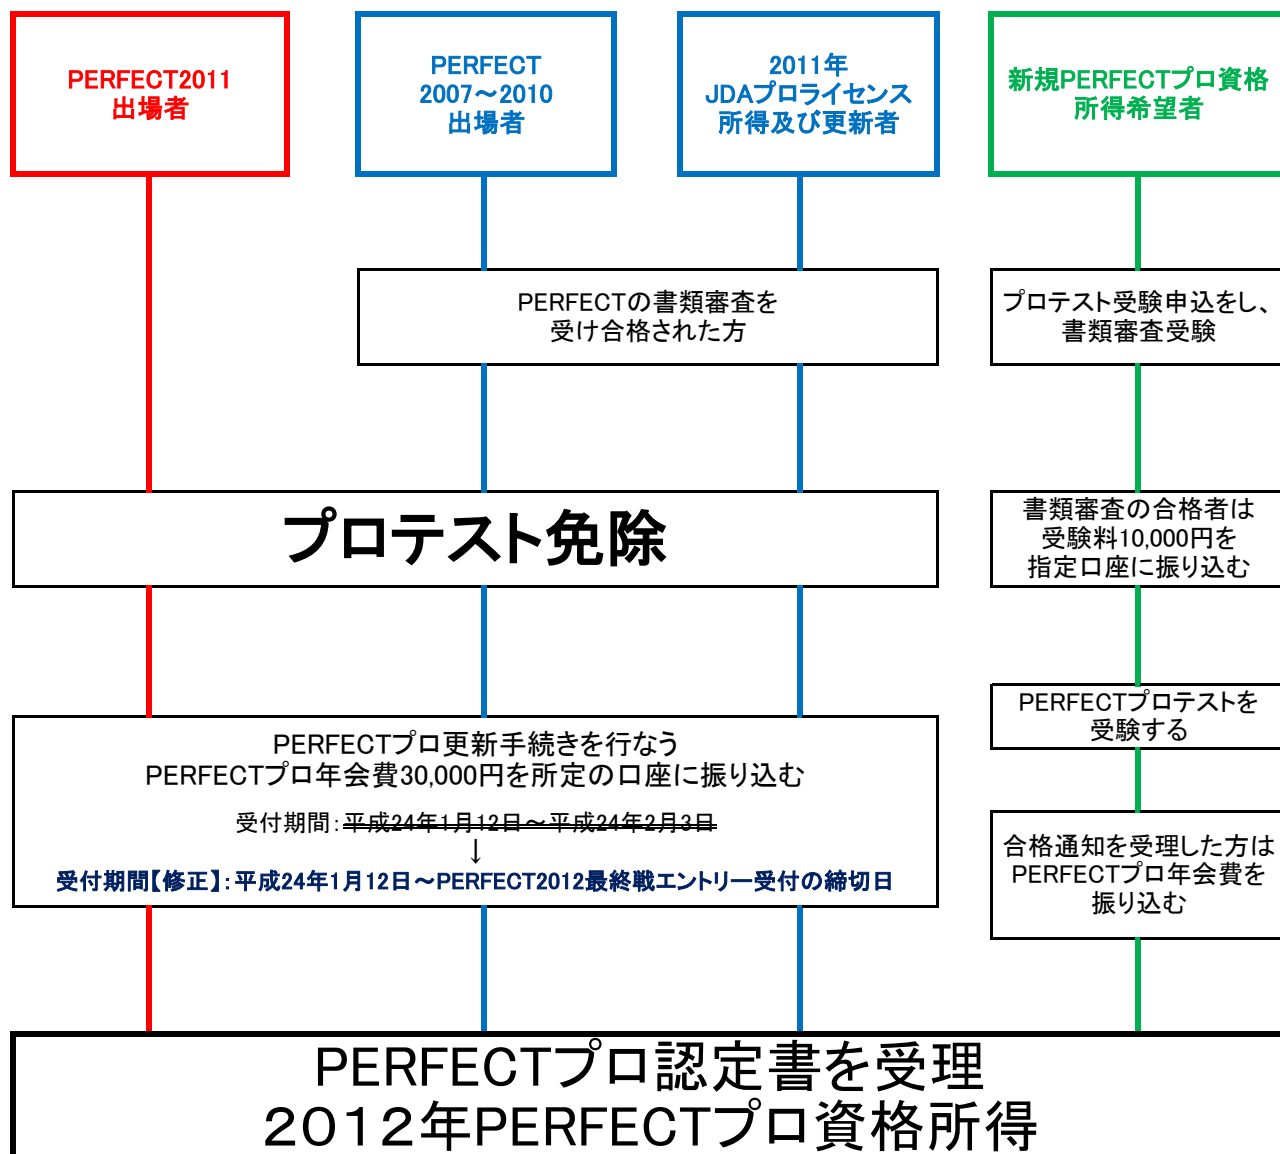 PERFECT2011
出場者
PERFECT
2007～2010
出場者
2011年
JDAプロライセンス
所得及び更新者
新規PERFECTプロ資格
所得希望者
PERFECTの書類審査を
受け合格された方
プロテスト受験申込をし、
書類審査受験
プロテスト免除
書類審査の合格者は
受験料10,000円を
指定口座に振り込む
PERFECTプロテストを
受験する
PERFECTプロ更新手続きを行なう
PERFECTプロ年会費30,000円を所定の口座に振り込む
受付期間：平成24年1月12日～平成24年2月3日
↓
受付期間【修正】：平成24年1月12日～PERFECT2012最終戦エントリー受付の締切日
合格通知を受理した方は
PERFECTプロ年会費を
振り込む
PERFECTプロ認定書を受理
２０１２年PERFECTプロ資格所得